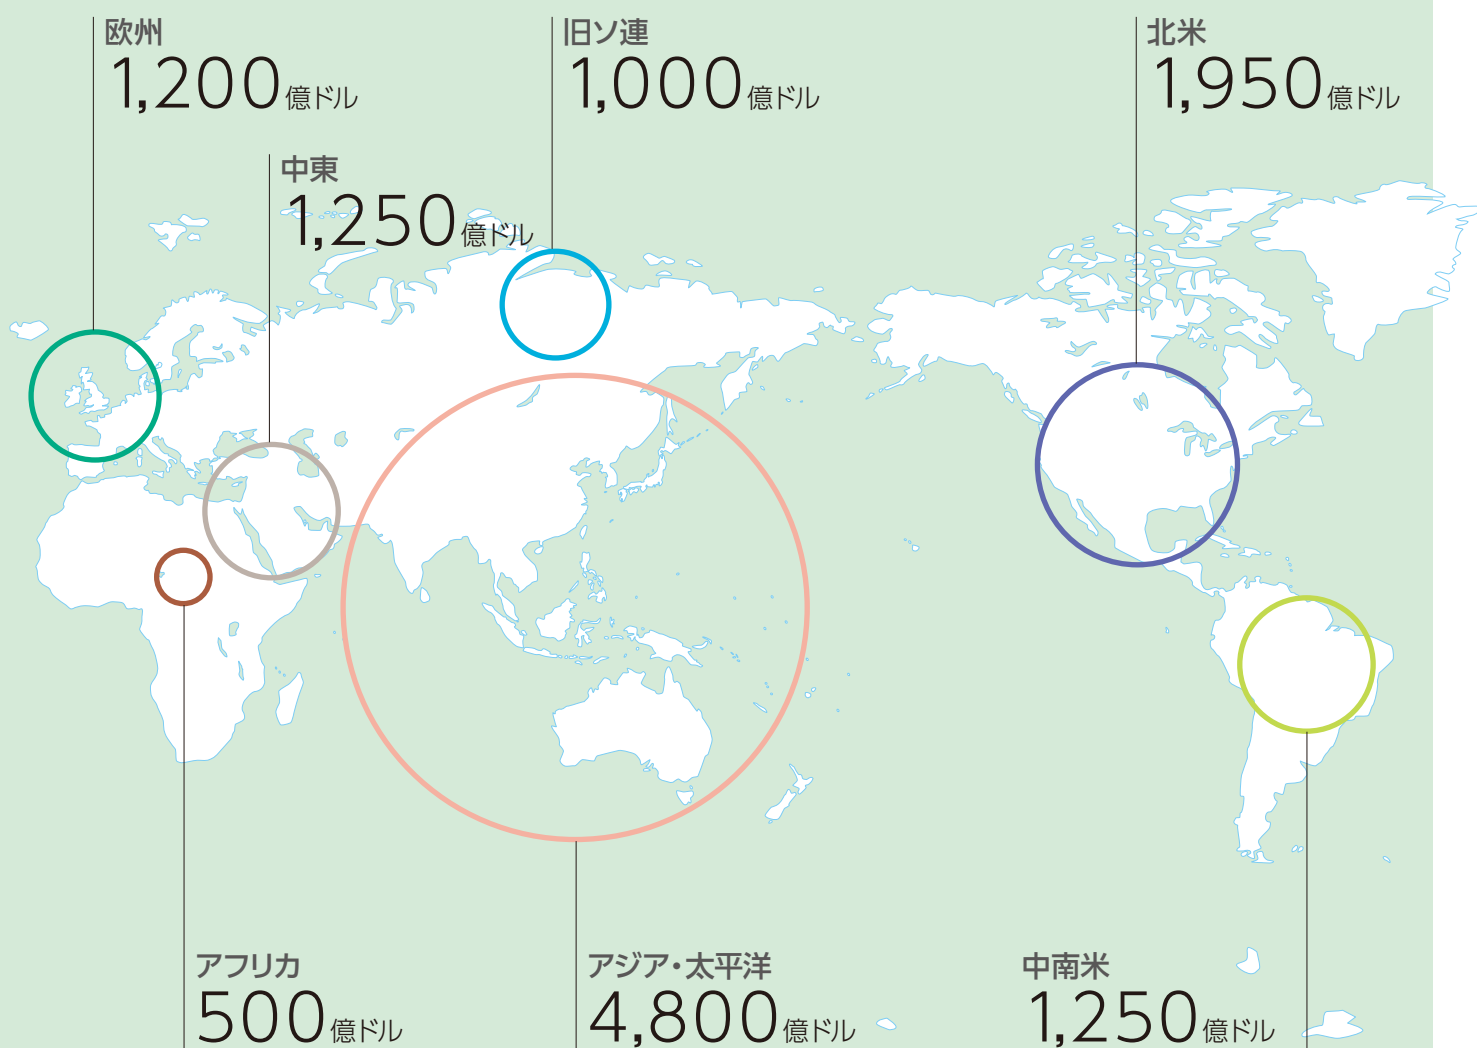 欧州
1,200億ドル
旧ソ連
1,000億ドル
北米
1,950億ドル
中東
1,250億ドル
アフリカ
500億ドル
アジア・太平洋
4,800億ドル
中南米
1,250億ドル